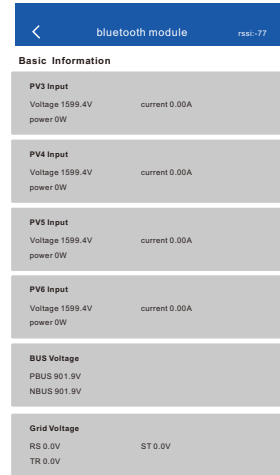 bluetooth module rssi:-77
Basic Information
PV3 Input
Voltage 1599.4V current 0.00A
power 0W
PV4 Input
Voltage 1599.4V current 0.00A
power 0W
PV5 Input
Voltage 1599.4V current 0.00A
power 0W
PV6 Input
Voltage 1599.4V current 0.00A
power 0W
BUS Voltage
PBUS 901.9V
NBUS 901.9V
Grid Voltage
RS 0.0V ST 0.0V
TR 0.0V